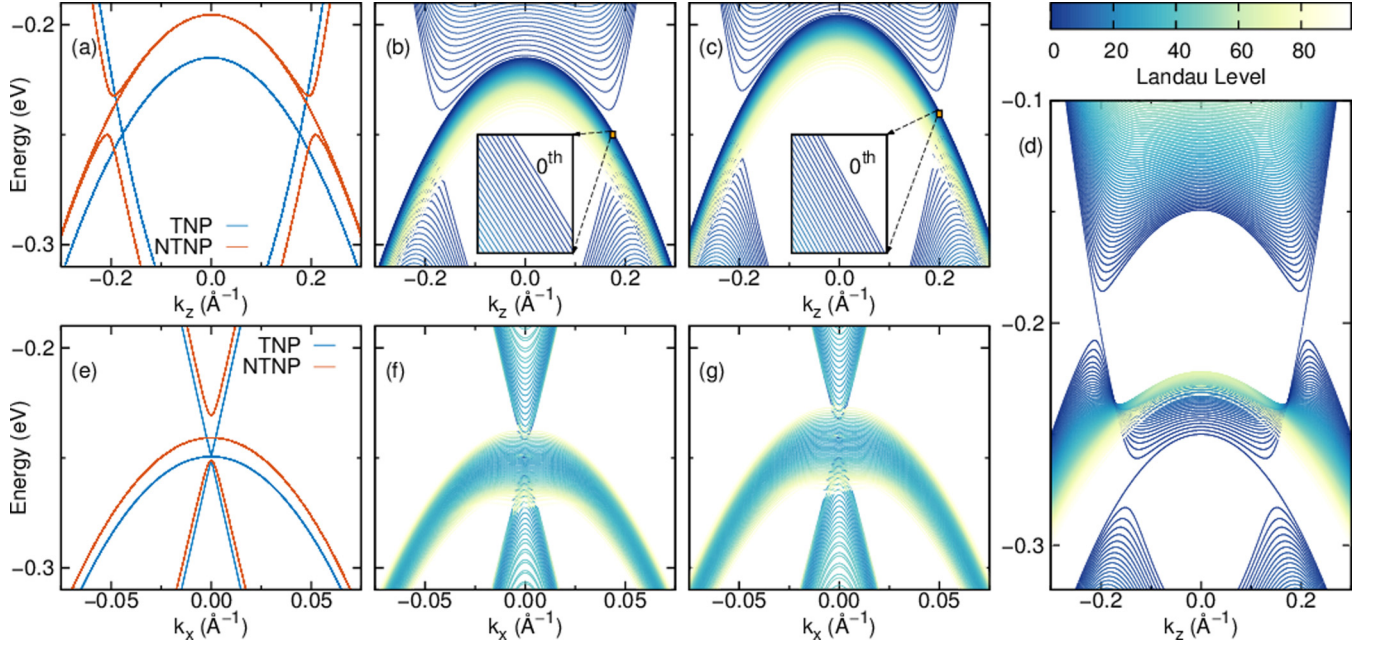 (a)
TNP
NTNP
−0.2
−0.3
Energy (eV)
−0.2 0.0 0.2
k_z (Å⁻¹)
(b)
0th
−0.2 0.0 0.2
k_z (Å⁻¹)
(c)
0th
−0.2 0.0 0.2
k_z (Å⁻¹)
0 20 40 60 80
Landau Level
(d)
−0.1
−0.2
−0.3
−0.2 0.0 0.2
k_z (Å⁻¹)
(e)
TNP
NTNP
−0.2
−0.3
Energy (eV)
−0.05 0.00 0.05
k_x (Å⁻¹)
(f)
−0.05 0.00 0.05
k_x (Å⁻¹)
(g)
−0.05 0.00 0.05
k_x (Å⁻¹)